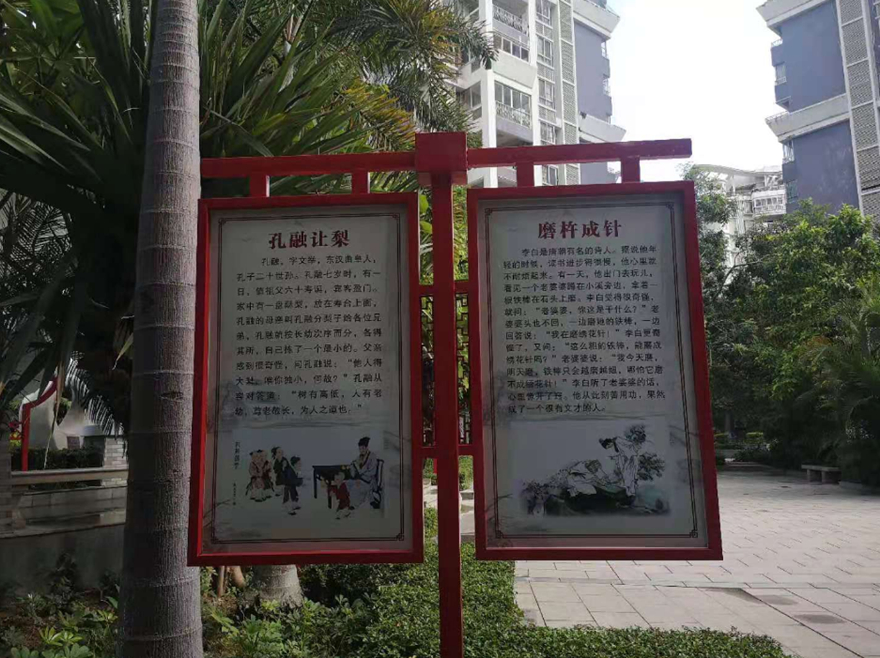 孔融让梨
孔融，字文举，东汉曲阜人，
孔子二十世孙。孔融七岁时，有一
日，值祖父六十寿诞，宾客盈门。
家中有一盘酥梨，放在寿台上面，
孔融的母亲叫孔融分梨子给各位兄
弟，孔融依按长幼次序而分，各得
其所，自己拣了一个最小的。父亲
感到很奇怪，问孔融说：“他人得
大梨，唯你独小，何故？”孔融从
容对答道：“树有高低，人有老
幼，尊老敬长，为人之道也。”
磨杵成针
李白是唐朝有名的诗人。据说他年
轻的时候，读书进步得很慢，他心里就
不耐烦起来。有一天，他出门去玩儿，
看见一个老婆婆蹲在小溪旁边，拿着一
根铁棒在石头上磨。李白觉得很奇怪，
就问：“老婆婆，你这是干什么？”老
婆婆头也不回，一边磨她的铁棒，一边
回答说：“我在磨绣花针！”李白更奇
怪了，又问：“这么粗的铁棒，能磨成
绣花针吗？”老婆婆说：“我今天磨，
明天磨，铁棒只会越磨越细，哪怕它磨
不成绣花针！”李白听了老婆婆的话，
心里豁开了窍，他从此刻苦用功，果然
成了一个很有文才的人。